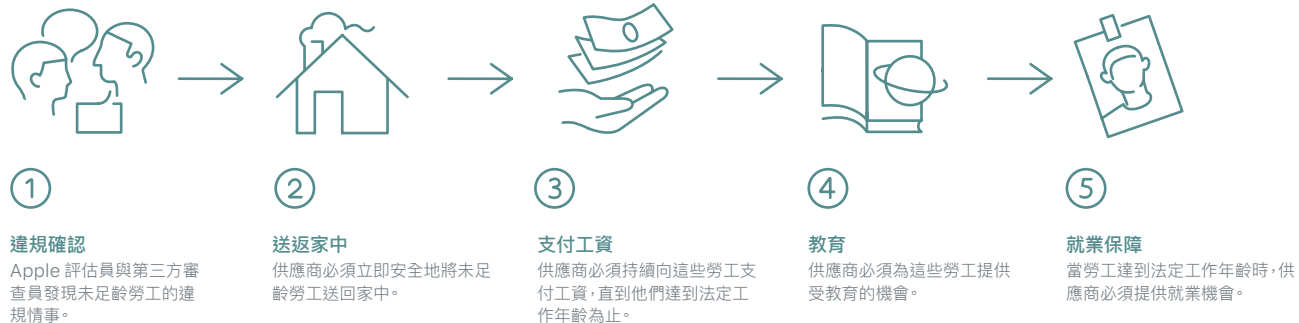 1
違規確認
Apple 評估員與第三方審
查員發現未足齡勞工的違
規情事。
2
送返家中
供應商必須立即安全地將未足
齡勞工送回家中。
3
支付工資
供應商必須持續向這些勞工支
付工資，直到他們達到法定工
作年齡為止。
4
教育
供應商必須為這些勞工提供
受教育的機會。
5
就業保障
當勞工達到法定工作年齡時，供
應商必須提供就業機會。